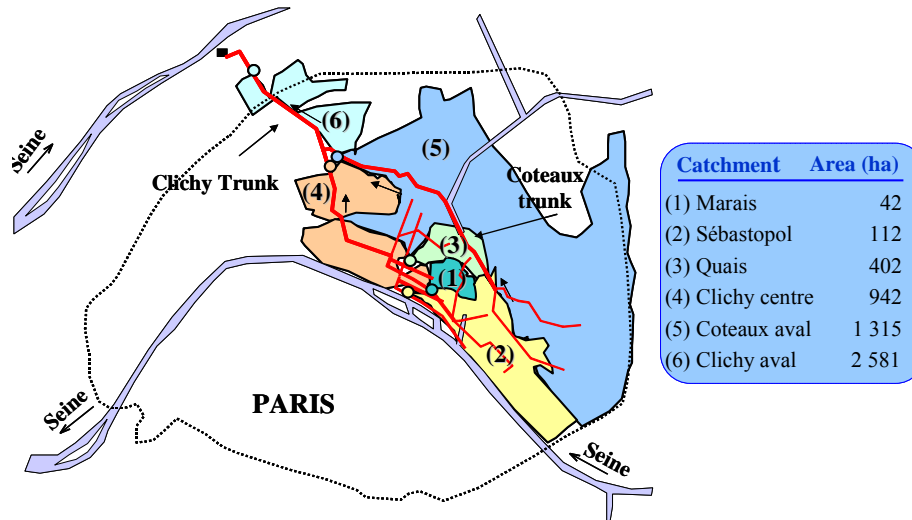 Seine
Clichy Trunk
(6)
(5)
(4)
Coteaux
trunk
(3)
(1)
(2)
PARIS
Seine
Seine
Catchment Area (ha)
(1) Marais 42
(2) Sébastopol 112
(3) Quais 402
(4) Clichy centre 942
(5) Coteaux aval 1 315
(6) Clichy aval 2 581